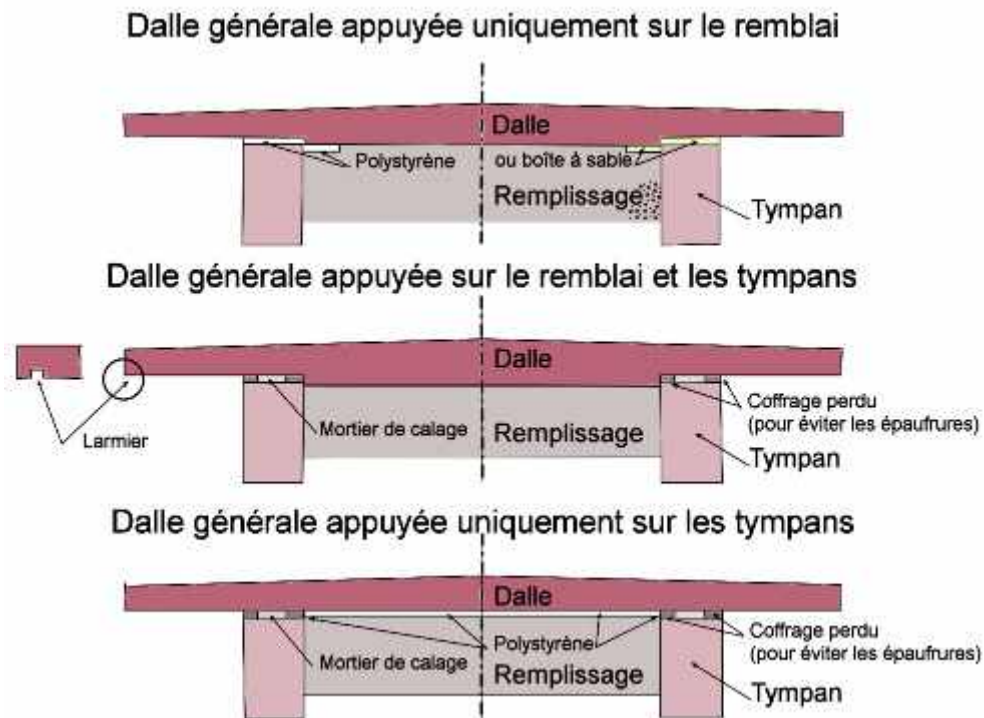 Dalle générale appuyée uniquement sur le remblai
Dalle
Polystyrène
ou boîte à sable
Remplissage
Tympan
Dalle générale appuyée sur le remblai et les tympans
Dalle
Larmier
Mortier de calage
Remplissage
Coffrage perdu
(pour éviter les épaufrures)
Tympan
Dalle générale appuyée uniquement sur les tympans
Dalle
Polystyrène
Mortier de calage
Remplissage
Coffrage perdu
(pour éviter les épaufrures)
Tympan